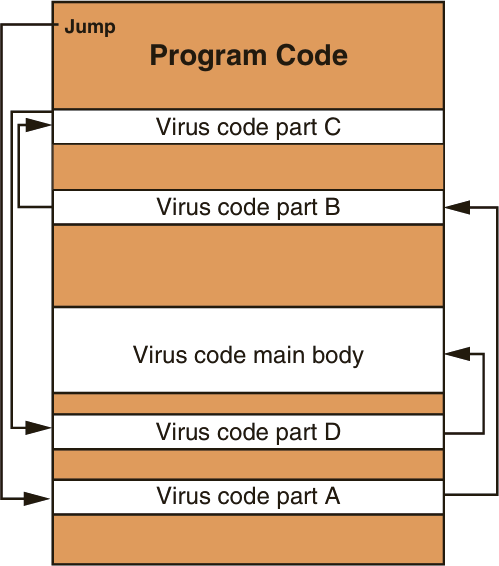 Jump
Program Code
Virus code part C
Virus code part B
Virus code main body
Virus code part D
Virus code part A